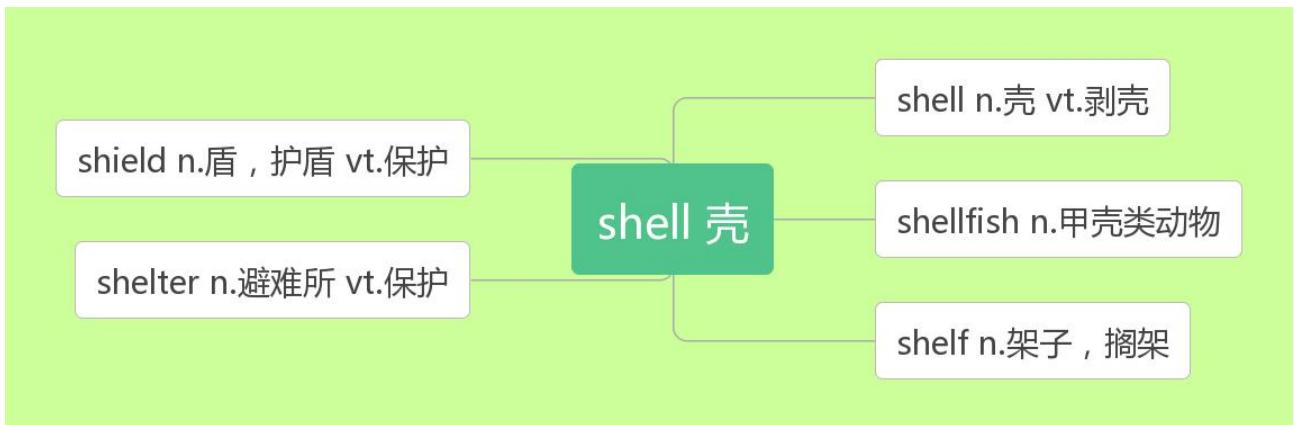 shell 壳
shell n.壳 vt.剥壳
shellfish n.甲壳类动物
shelf n.架子，搁架
shield n.盾，护盾 vt.保护
shelter n.避难所 vt.保护